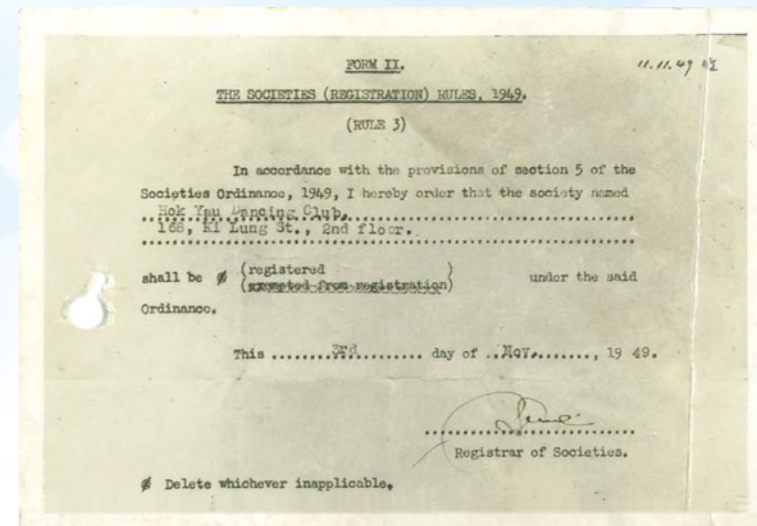 FORM II.
11.11.49
THE SOCIETIES (REGISTRATION) RULES, 1949.
(RULE 3)
In accordance with the provisions of section 5 of the
Societies Ordinance, 1949, I hereby order that the society named
Hok Yau Dancing Club,
168, Ki Lung St., 2nd floor.
shall be ø (registered
(exempted from registration) under the said
Ordinance.
This ........3rd........ day of ..Nov........, 19 49.
Registrar of Societies.
ø Delete whichever inapplicable.